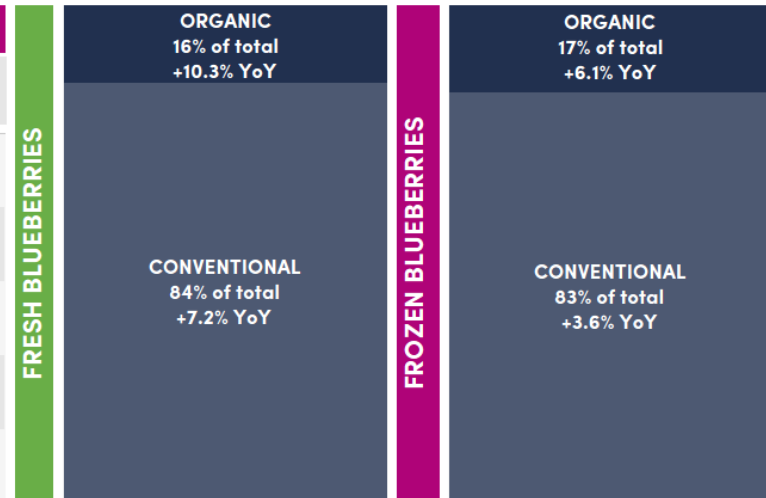 FRESH BLUEBERRIES
ORGANIC
16% of total
+10.3% YoY
CONVENTIONAL
84% of total
+7.2% YoY
FROZEN BLUEBERRIES
ORGANIC
17% of total
+6.1% YoY
CONVENTIONAL
83% of total
+3.6% YoY